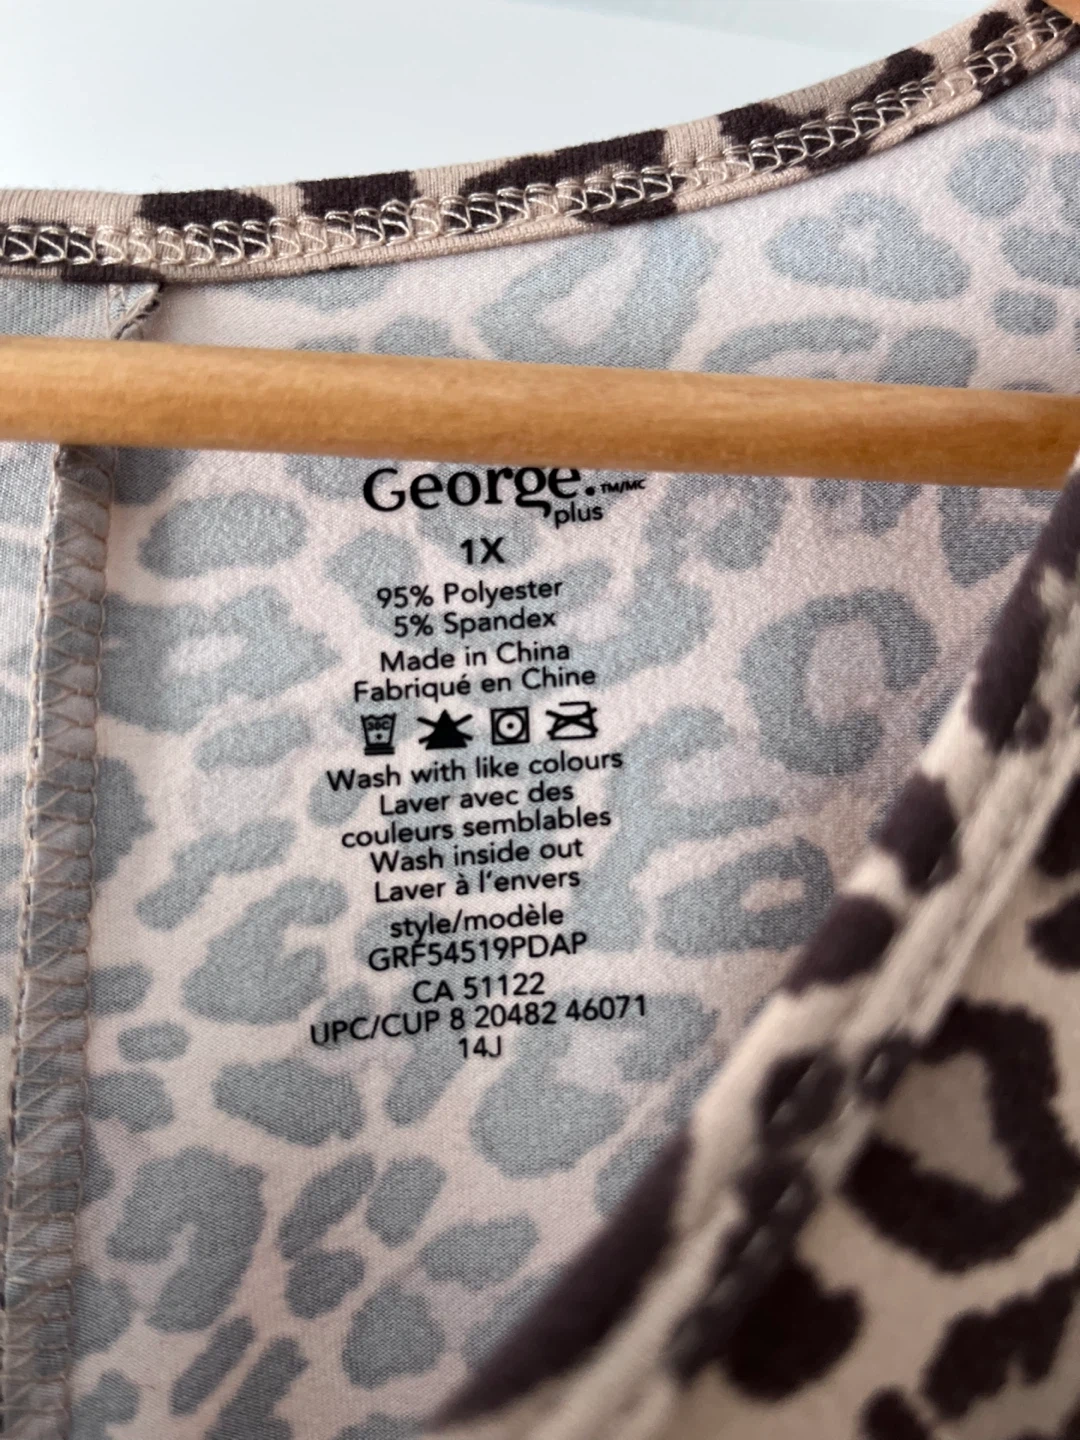 George.™/MC
plus
1X
95% Polyester
5% Spandex
Made in China
Fabriqué en Chine
30C
Wash with like colours
Laver avec des
couleurs semblables
Wash inside out
Laver à l'envers
style/modèle
GRF54519PDAP
CA 51122
UPC/CUP 8 20482 46071
14J